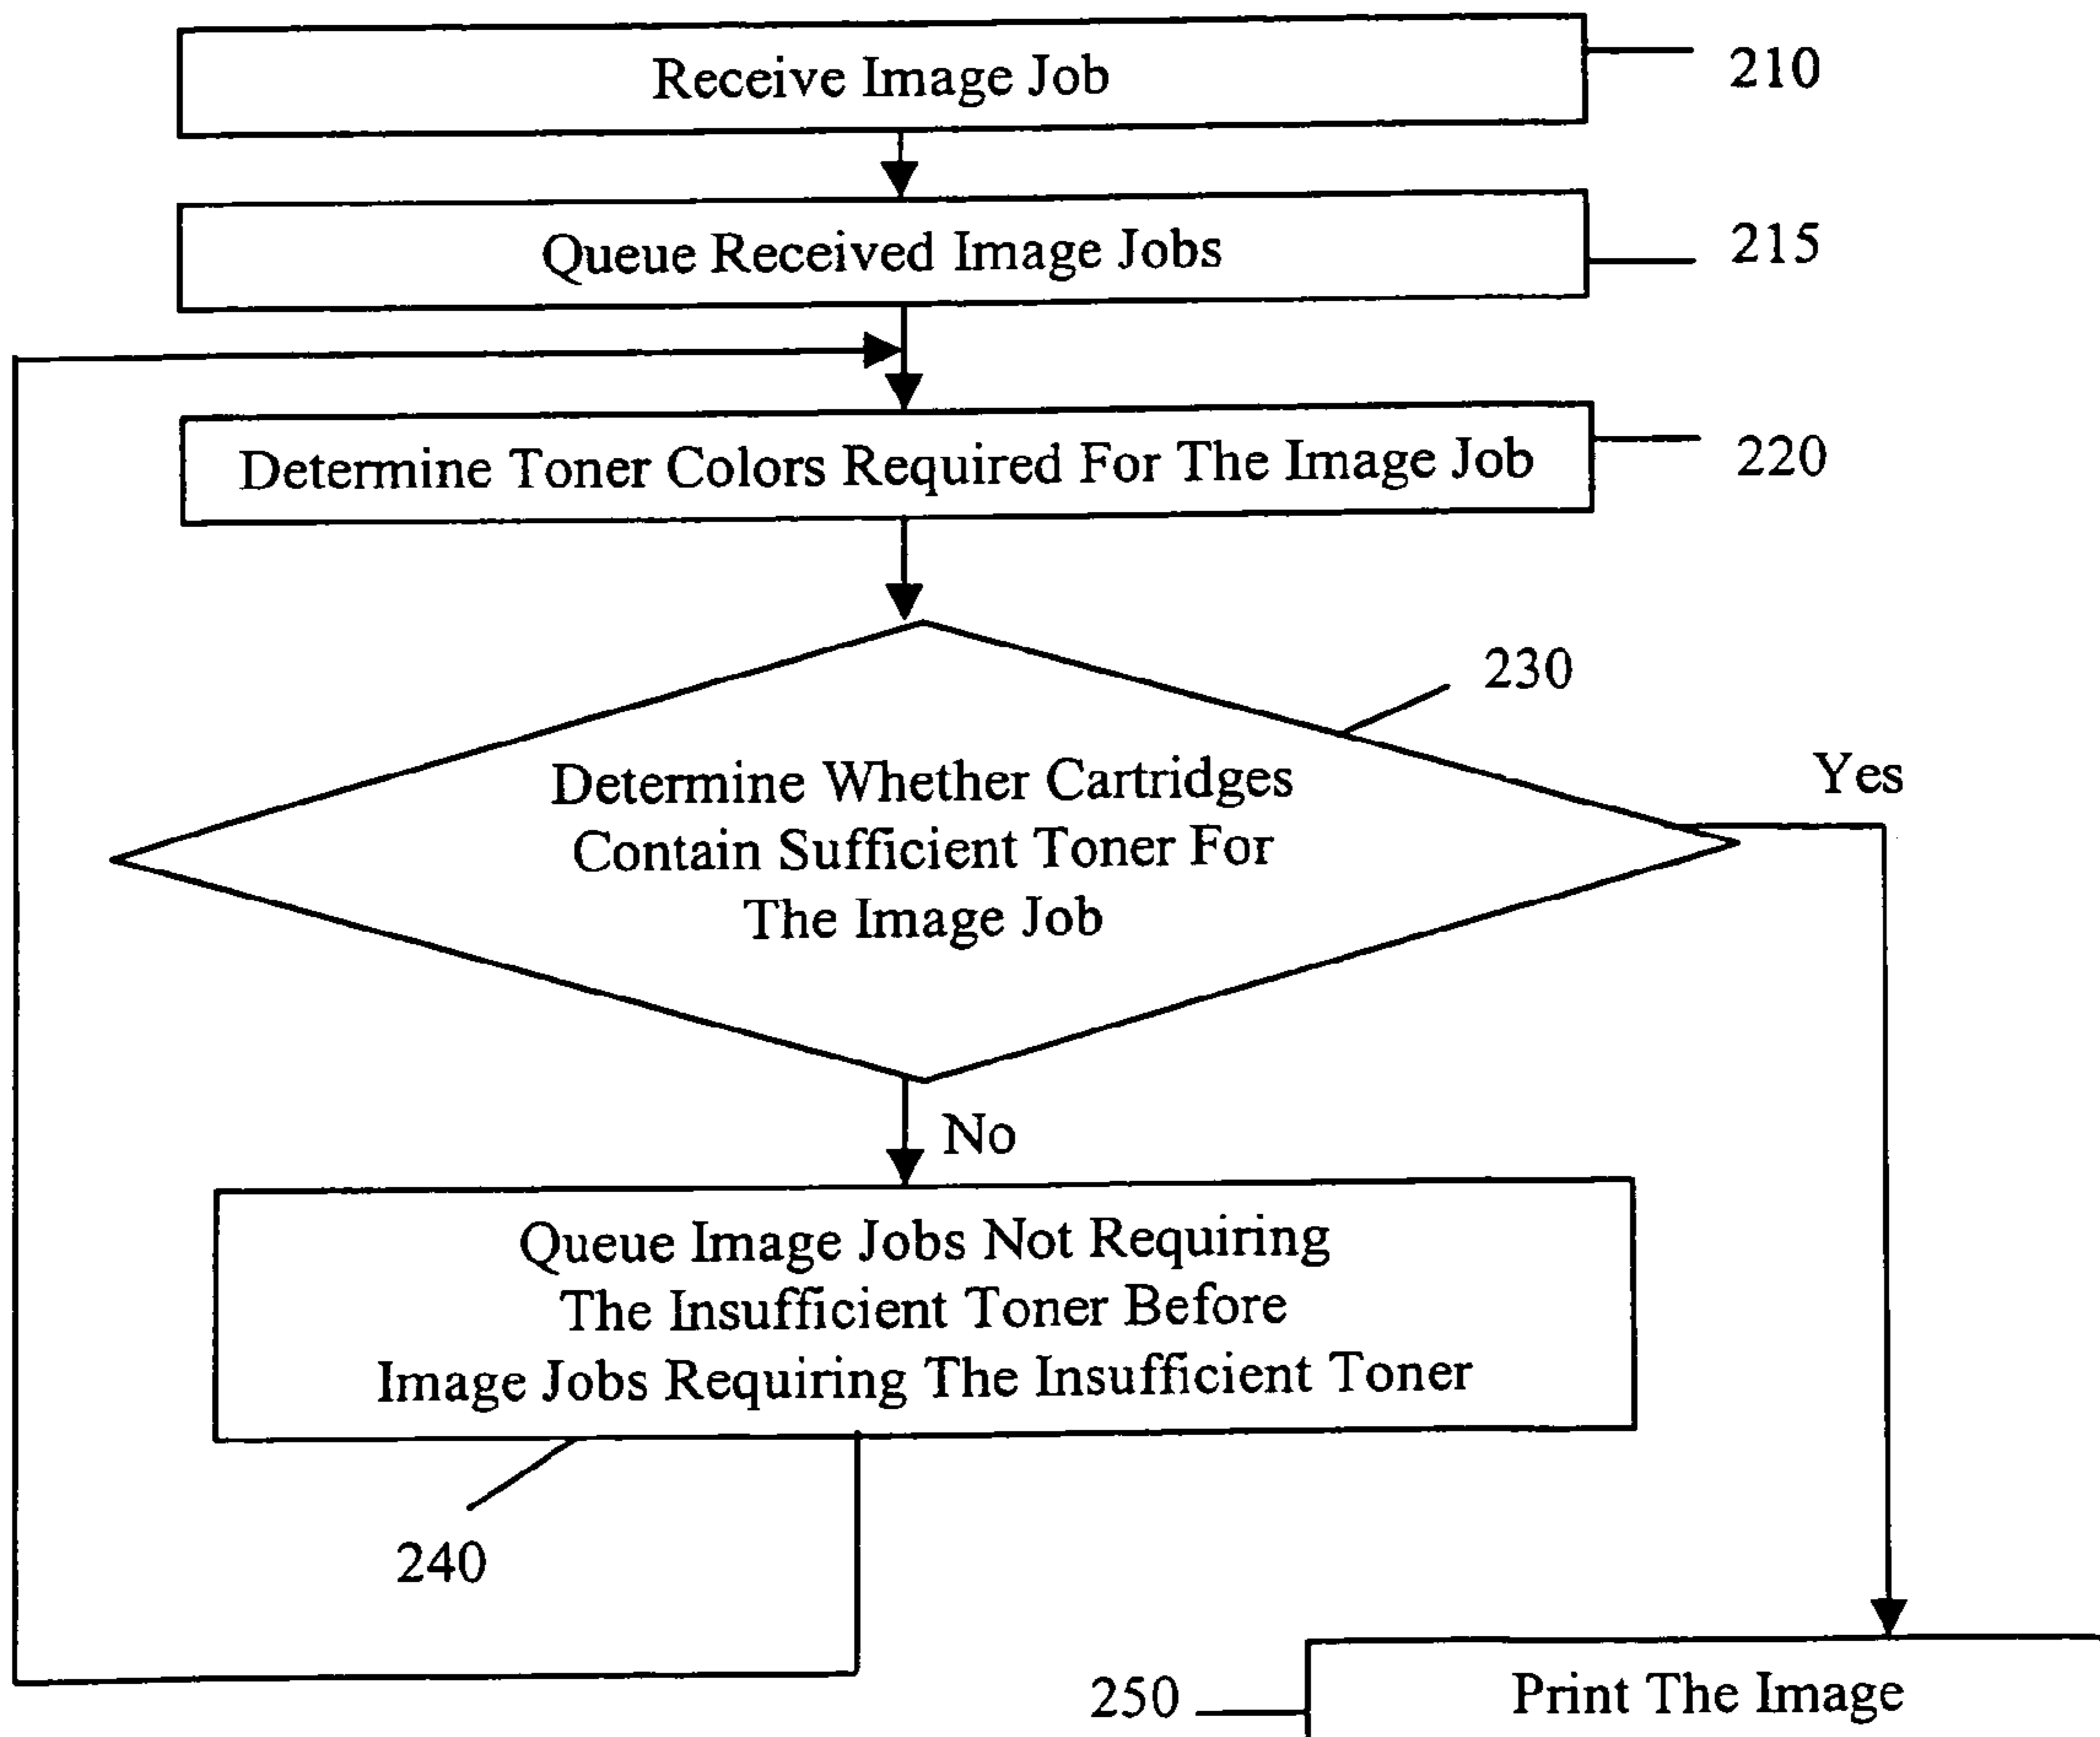 Receive Image Job
210
Queue Received Image Jobs
215
Determine Toner Colors Required For The Image Job
220
230
Determine Whether Cartridges
Contain Sufficient Toner For
The Image Job
Yes
No
Queue Image Jobs Not Requiring
The Insufficient Toner Before
Image Jobs Requiring The Insufficient Toner
240
250
Print The Image